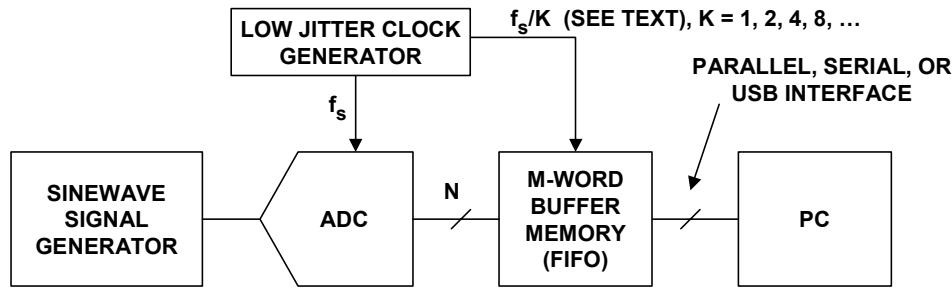 LOW JITTER CLOCK
GENERATOR
fs/K (SEE TEXT), K = 1, 2, 4, 8, …
PARALLEL, SERIAL, OR
USB INTERFACE
fs
SINEWAVE
SIGNAL
GENERATOR
ADC
N
M-WORD
BUFFER
MEMORY
(FIFO)
PC